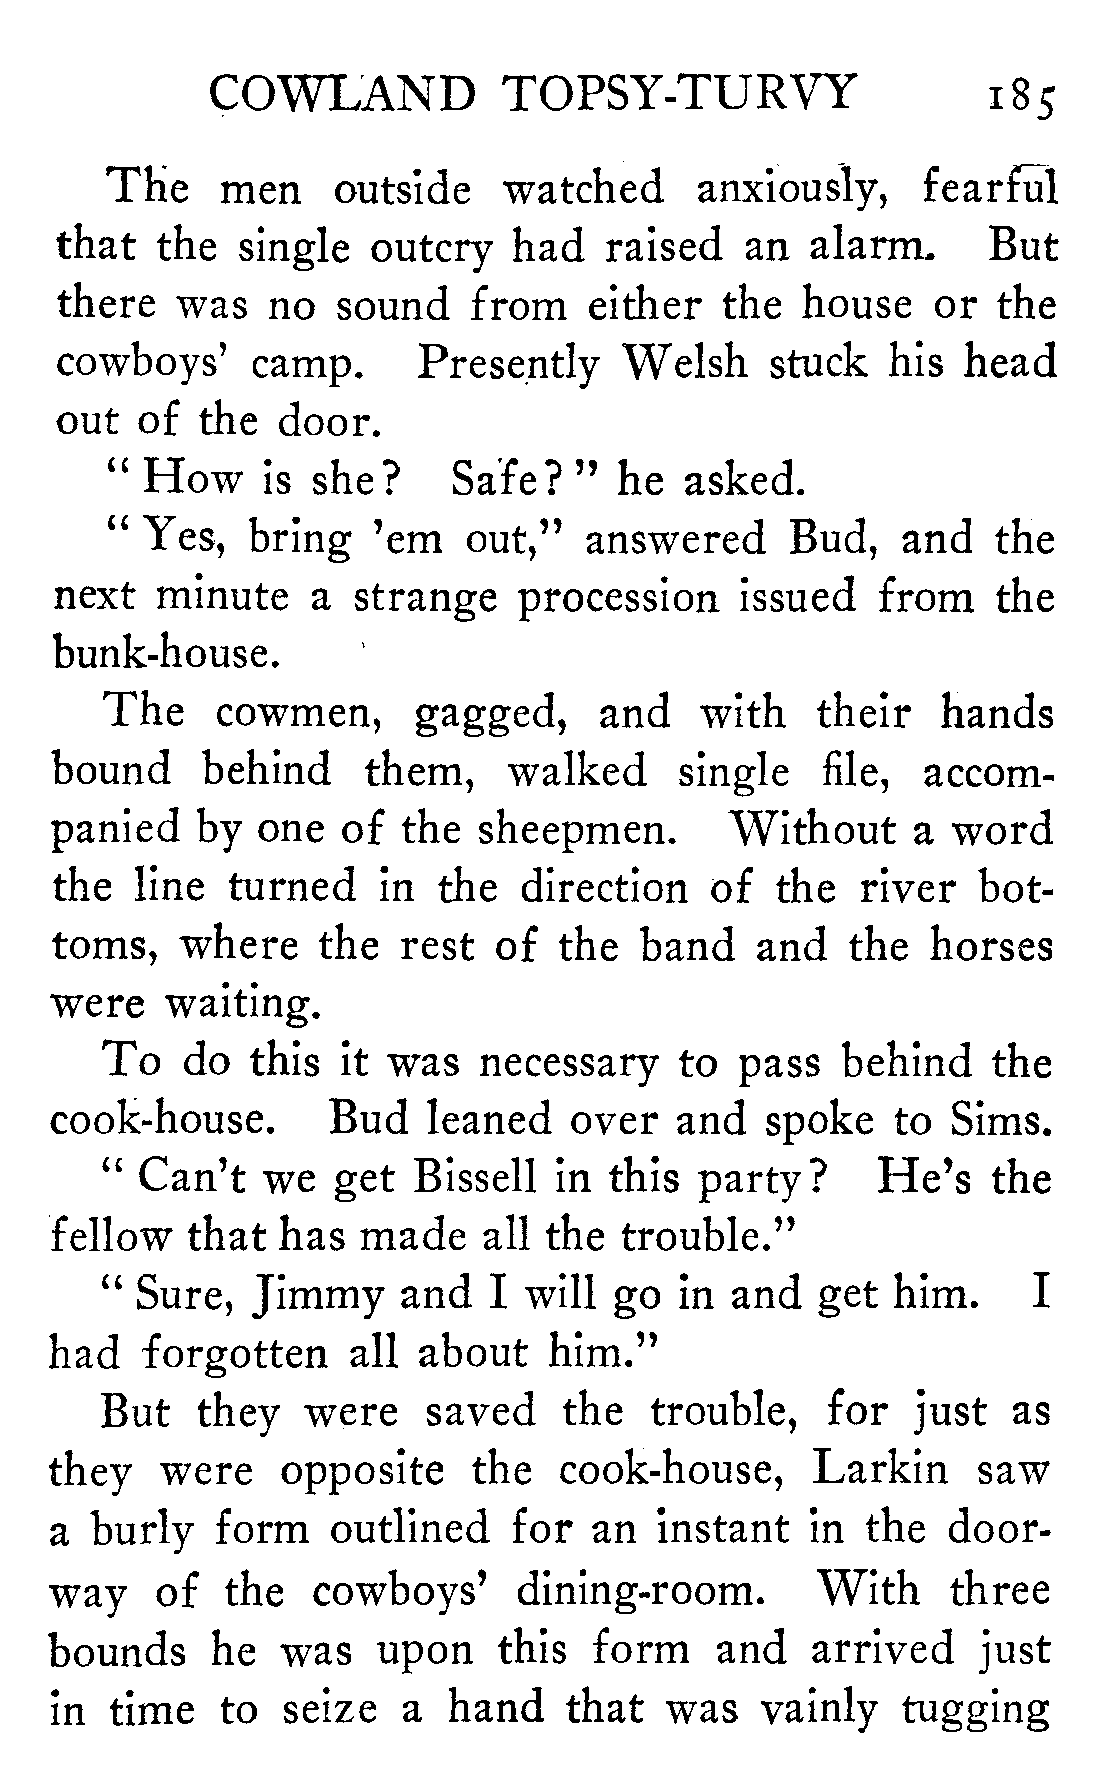 COWLAND TOPSY-TURVY 185
The men outside watched anxiously, fearful
that the single outcry had raised an alarm. But
there was no sound from either the house or the
cowboys’ camp. Presently Welsh stuck his head
out of the door.
“ How is she? Safe? ” he asked.
“ Yes, bring ’em out,” answered Bud, and the
next minute a strange procession issued from the
bunk-house.
The cowmen, gagged, and with their hands
bound behind them, walked single file, accom-
panied by one of the sheepmen. Without a word
the line turned in the direction of the river bot-
toms, where the rest of the band and the horses
were waiting.
To do this it was necessary to pass behind the
cook-house. Bud leaned over and spoke to Sims.
“ Can’t we get Bissell in this party? He’s the
fellow that has made all the trouble.”
“ Sure, Jimmy and I will go in and get him. I
had forgotten all about him.”
But they were saved the trouble, for just as
they were opposite the cook-house, Larkin saw
a burly form outlined for an instant in the door-
way of the cowboys’ dining-room. With three
bounds he was upon this form and arrived just
in time to seize a hand that was vainly tugging